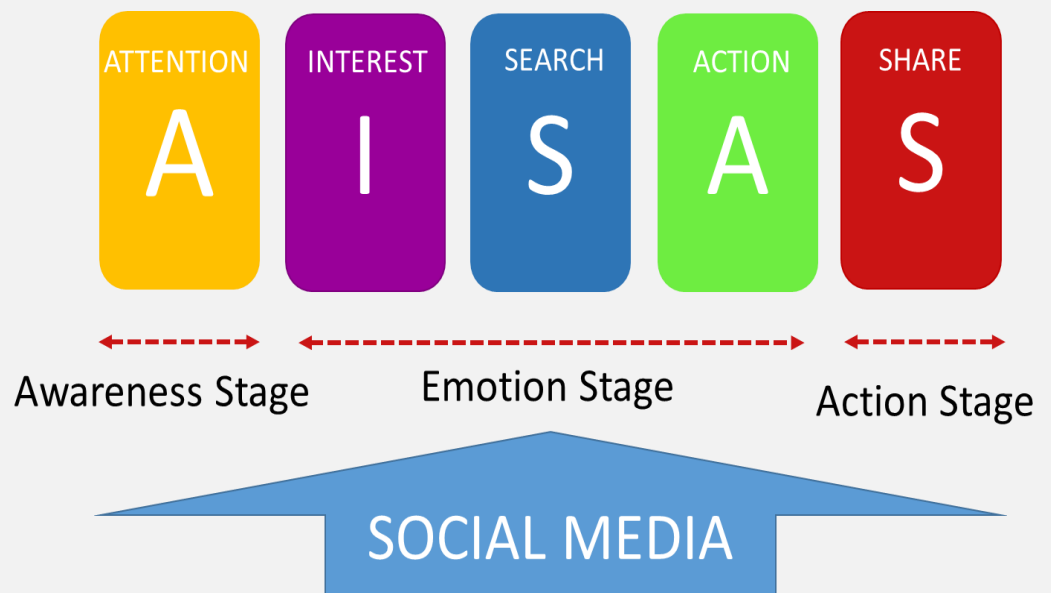 ATTENTION
A
INTEREST
I
SEARCH
S
ACTION
A
SHARE
S
Awareness Stage
Emotion Stage
Action Stage
SOCIAL MEDIA